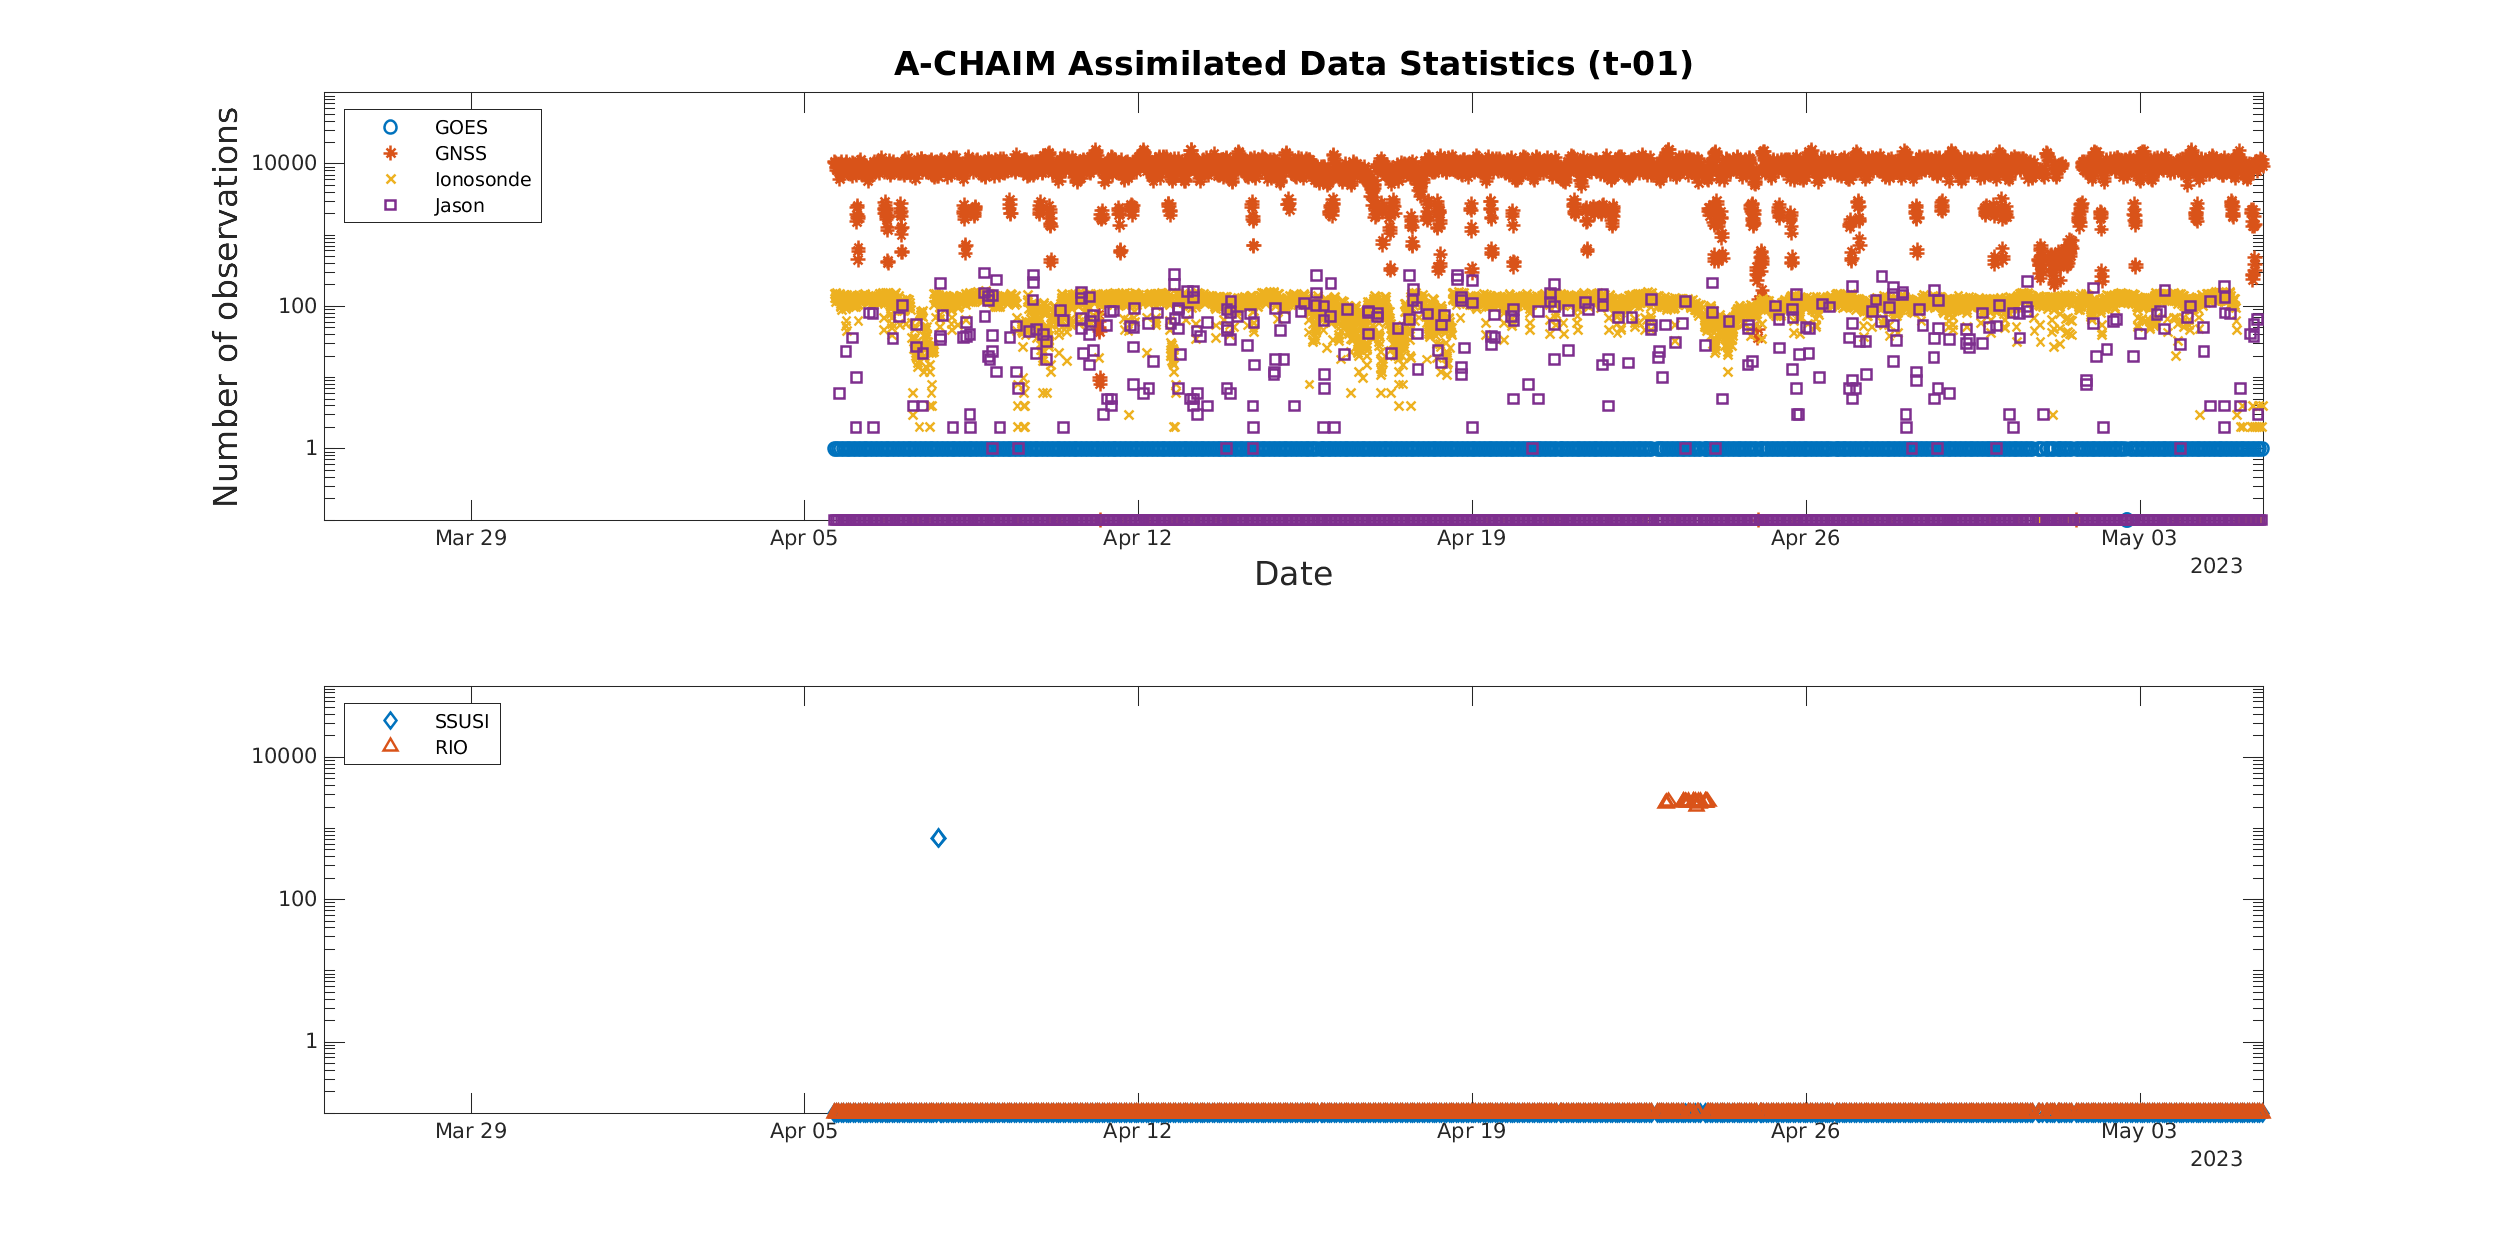 A-CHAIM Assimilated Data Statistics (t-01)
Number of observations
10000
100
1
GOES
GNSS
Ionosonde
Jason
Mar 29
Apr 05
Apr 12
Apr 19
Apr 26
May 03
2023
Date
10000
100
1
SSUSI
RIO
Mar 29
Apr 05
Apr 12
Apr 19
Apr 26
May 03
2023